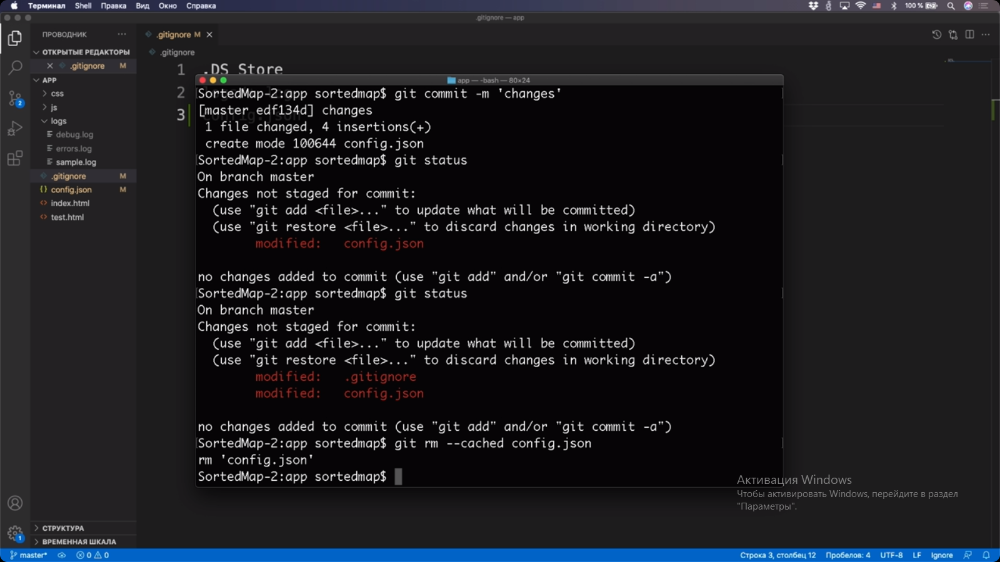 Терминал Shell Правка Вид Окно Справка
100 %
.gitignore — app
ПРОВОДНИК
.gitignore M
ОТКРЫТЫЕ РЕДАКТОРЫ
.gitignore
.gitignore M
APP
css
js
logs
debug.log
errors.log
sample.log
.gitignore M
config.json M
index.html
test.html
1 .DS_Store
2
3 config.json
app — -bash — 80×24
SortedMap-2:app sortedmap$ git commit -m 'changes'
[master edf134d] changes
1 file changed, 4 insertions(+)
create mode 100644 config.json
SortedMap-2:app sortedmap$ git status
On branch master
Changes not staged for commit:
(use "git add <file>..." to update what will be committed)
(use "git restore <file>..." to discard changes in working directory)
modified: config.json
no changes added to commit (use "git add" and/or "git commit -a")
SortedMap-2:app sortedmap$ git status
On branch master
Changes not staged for commit:
(use "git add <file>..." to update what will be committed)
(use "git restore <file>..." to discard changes in working directory)
modified: .gitignore
modified: config.json
no changes added to commit (use "git add" and/or "git commit -a")
SortedMap-2:app sortedmap$ git rm --cached config.json
rm 'config.json'
SortedMap-2:app sortedmap$
Активация Windows
Чтобы активировать Windows, перейдите в раздел
"Параметры".
2
1
СТРУКТУРА
ВРЕМЕННАЯ ШКАЛА
master* 0 0
Строка 3, столбец 12 Пробелов: 4 UTF-8 LF Ignore